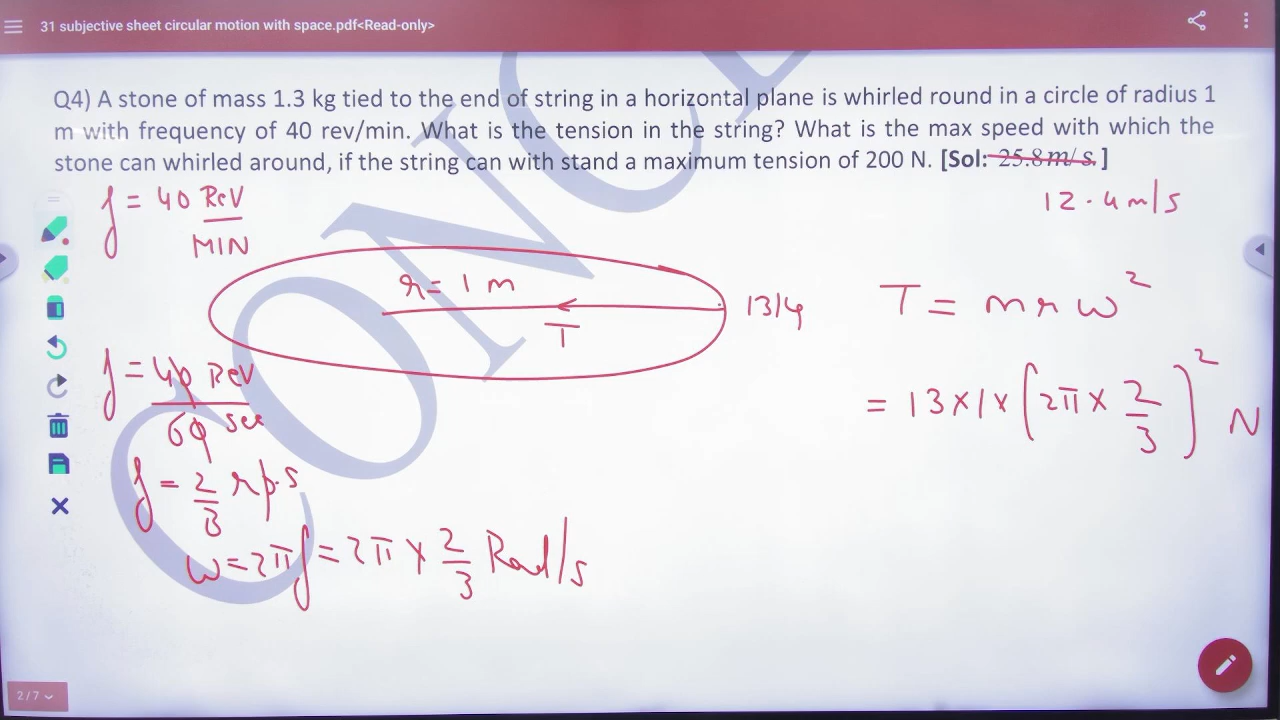 31 subjective sheet circular motion with space.pdf<Read-only>
Q4) A stone of mass 1.3 kg tied to the end of string in a horizontal plane is whirled round in a circle of radius 1
m with frequency of 40 rev/min. What is the tension in the string? What is the max speed with which the
stone can whirled around, if the string can with stand a maximum tension of 200 N. [Sol: 25.8m/s.]
12.4m/s
f = 40 Rev/MIN
r = 1 m
T
T = m r ω²
f = 40 Rev/60 sec
= 13×1×(2π × 2/3)² N
f = 2/3 r.p.s
ω = 2πf = 2π × 2/3 Rad/s
CONCE
2/7